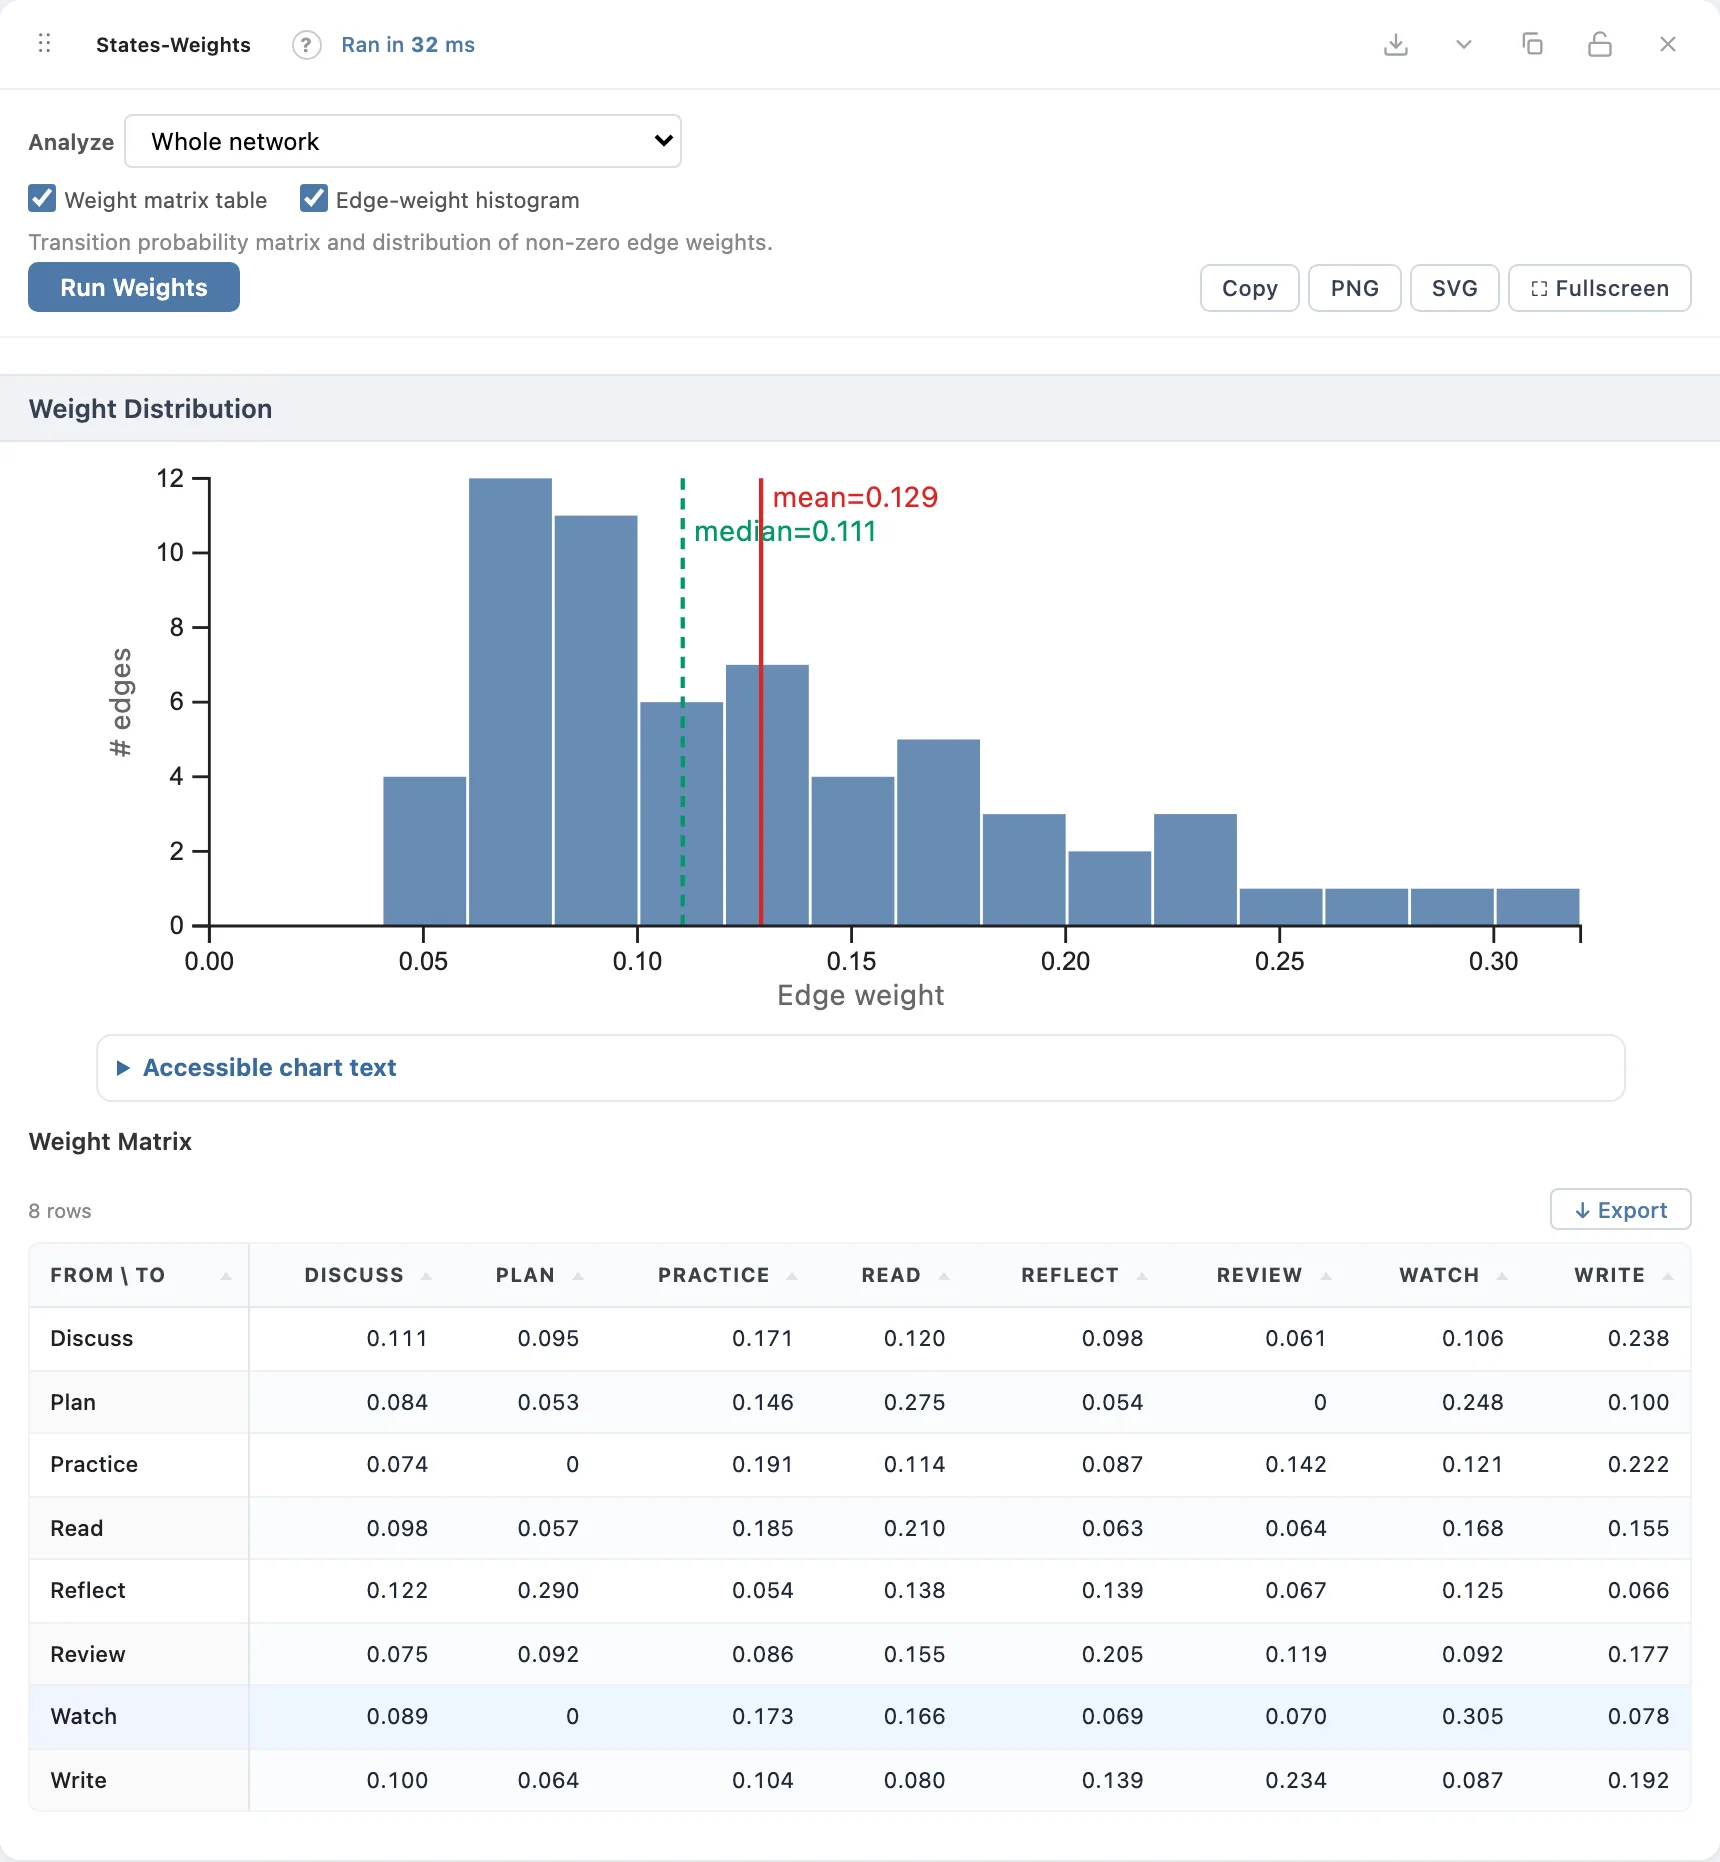 States-Weights ? Ran in 32 ms
Analyze Whole network
Weight matrix table Edge-weight histogram
Transition probability matrix and distribution of non-zero edge weights.
Run Weights Copy PNG SVG Fullscreen
Weight Distribution
12
10
8
6
4
2
0
# edges
mean=0.129
median=0.111
0.00 0.05 0.10 0.15 0.20 0.25 0.30
Edge weight
Accessible chart text
Weight Matrix
8 rows ↓ Export
FROM \ TO DISCUSS PLAN PRACTICE READ REFLECT REVIEW WATCH WRITE
Discuss 0.111 0.095 0.171 0.120 0.098 0.061 0.106 0.238
Plan 0.084 0.053 0.146 0.275 0.054 0 0.248 0.100
Practice 0.074 0 0.191 0.114 0.087 0.142 0.121 0.222
Read 0.098 0.057 0.185 0.210 0.063 0.064 0.168 0.155
Reflect 0.122 0.290 0.054 0.138 0.139 0.067 0.125 0.066
Review 0.075 0.092 0.086 0.155 0.205 0.119 0.092 0.177
Watch 0.089 0 0.173 0.166 0.069 0.070 0.305 0.078
Write 0.100 0.064 0.104 0.080 0.139 0.234 0.087 0.192